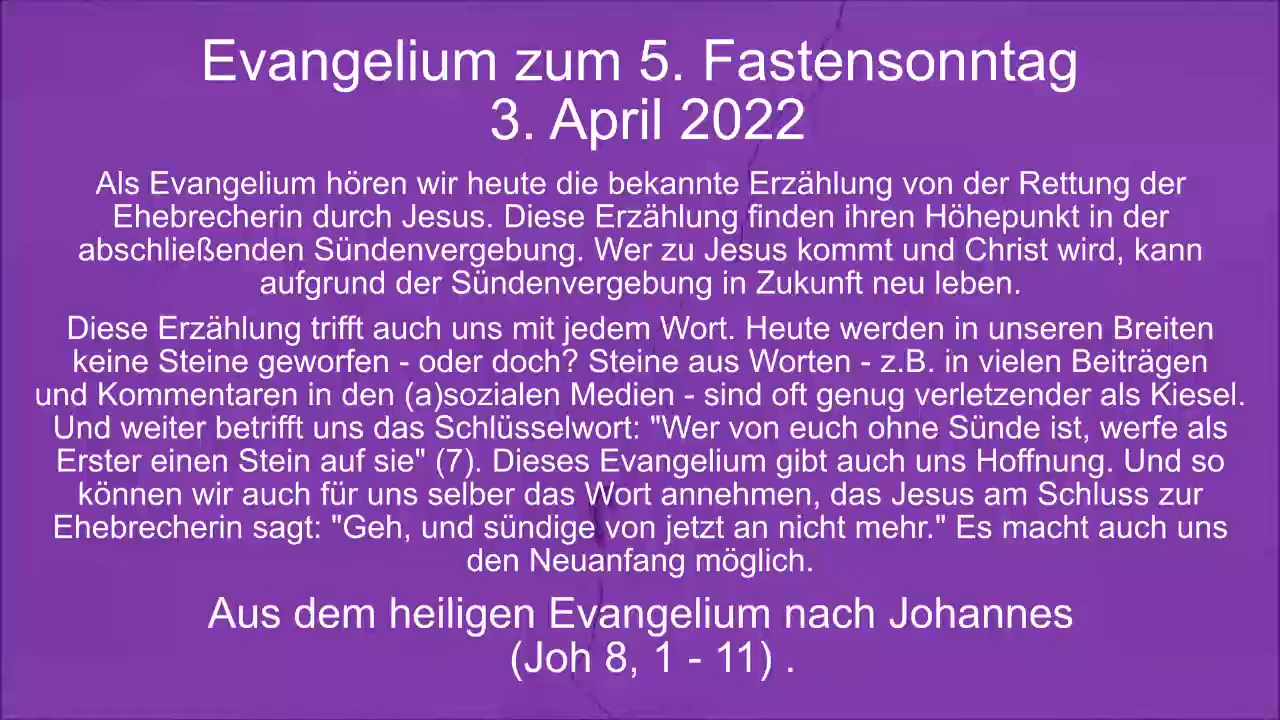 Evangelium zum 5. Fastensonntag
3. April 2022
Als Evangelium hören wir heute die bekannte Erzählung von der Rettung der
Ehebrecherin durch Jesus. Diese Erzählung finden ihren Höhepunkt in der
abschließenden Sündenvergebung. Wer zu Jesus kommt und Christ wird, kann
aufgrund der Sündenvergebung in Zukunft neu leben.
Diese Erzählung trifft auch uns mit jedem Wort. Heute werden in unseren Breiten
keine Steine geworfen - oder doch? Steine aus Worten - z.B. in vielen Beiträgen
und Kommentaren in den (a)sozialen Medien - sind oft genug verletzender als Kiesel.
Und weiter betrifft uns das Schlüsselwort: "Wer von euch ohne Sünde ist, werfe als
Erster einen Stein auf sie" (7). Dieses Evangelium gibt auch uns Hoffnung. Und so
können wir auch für uns selber das Wort annehmen, das Jesus am Schluss zur
Ehebrecherin sagt: "Geh, und sündige von jetzt an nicht mehr." Es macht auch uns
den Neuanfang möglich.
Aus dem heiligen Evangelium nach Johannes
(Joh 8, 1 - 11) .